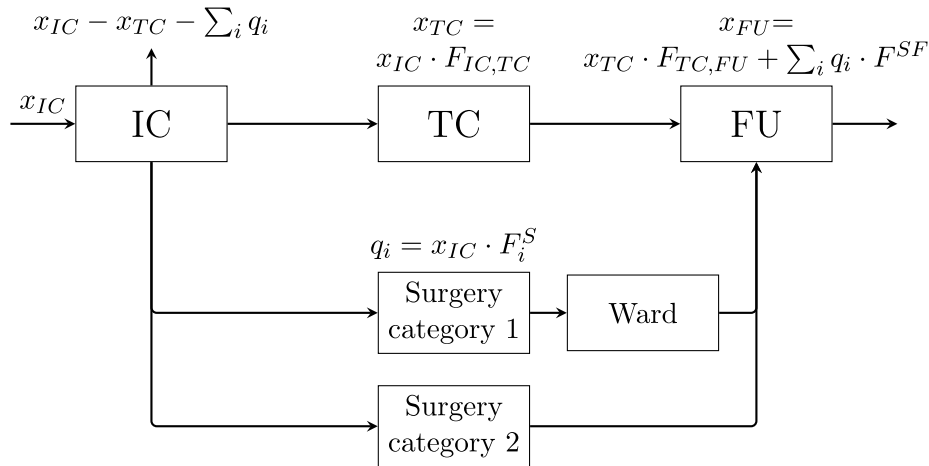 x_{IC} − x_{TC} − ∑_i q_i
x_{TC} =
x_{IC} · F_{IC,TC}
x_{FU}=
x_{TC} · F_{TC,FU} + ∑_i q_i · F^{SF}
x_{IC}
IC
TC
FU
q_i = x_{IC} · F_i^S
Surgery
category 1
Ward
Surgery
category 2